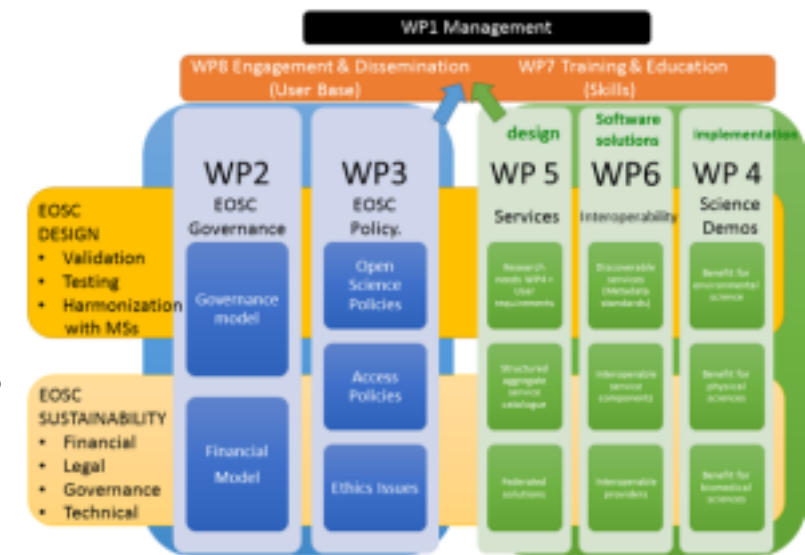 WP1 Management
WP8 Engagement & Dissemination
(User Base)
WP7 Training & Education
(Skills)
WP2
EOSC
Governance
Governance
model
Financial
Model
WP3
EOSC
Policy.
Open
Science
Policies
Access
Policies
Ethics Issues
design
WP 5
Services
Research
needs WP4 +
User
requirements
Structured
aggregate
service
catalogue
Federated
solutions
Software
solutions
WP6
Interoperability
Discoverable
services
(Metadata
standards)
Interoperable
service
components
Interoperable
providers
implementation
WP 4
Science
Demos
Benefit for
environmental
science
Benefit for
physical
sciences
Benefit for
biomedical
sciences
EOSC
DESIGN
• Validation
• Testing
• Harmonization
with MSs
EOSC
SUSTAINABILITY
• Financial
• Legal
• Governance
• Technical